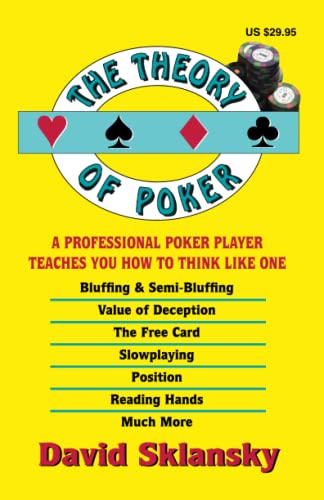 US $29.95
THE THEORY
OF POKER
A PROFESSIONAL POKER PLAYER
TEACHES YOU HOW TO THINK LIKE ONE
Bluffing & Semi-Bluffing
Value of Deception
The Free Card
Slowplaying
Position
Reading Hands
Much More
David Sklansky